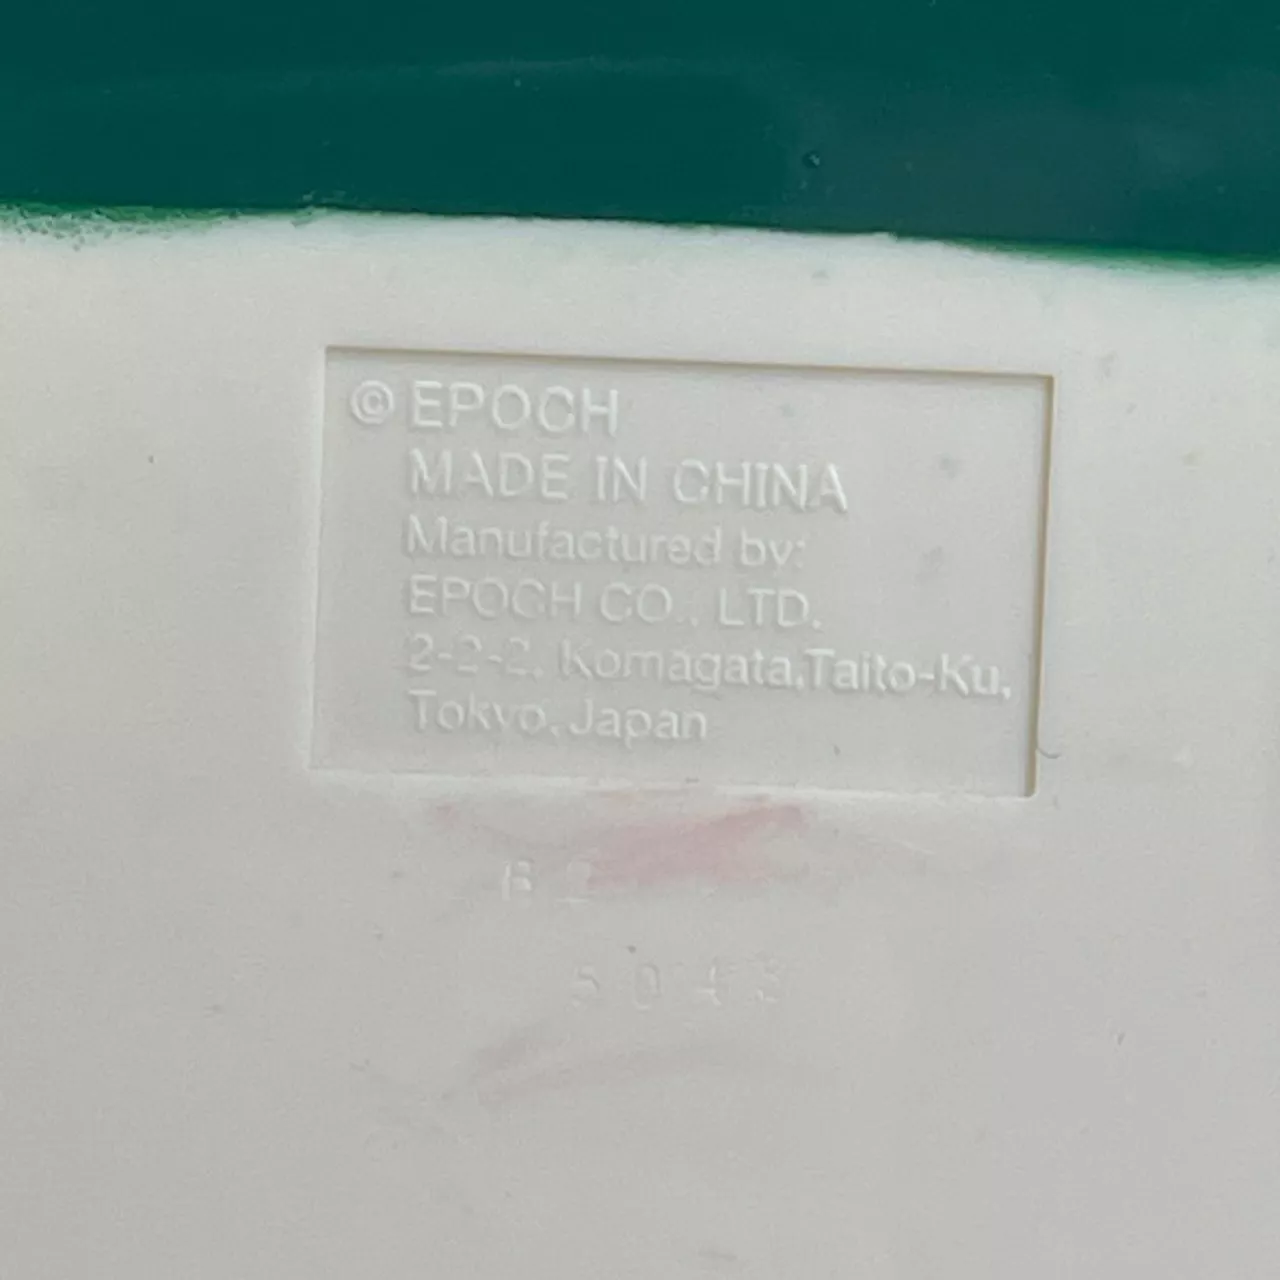 © EPOCH
MADE IN CHINA
Manufactured by:
EPOCH CO., LTD.
2-2-2, Komagata,Taito-Ku,
Tokyo, Japan